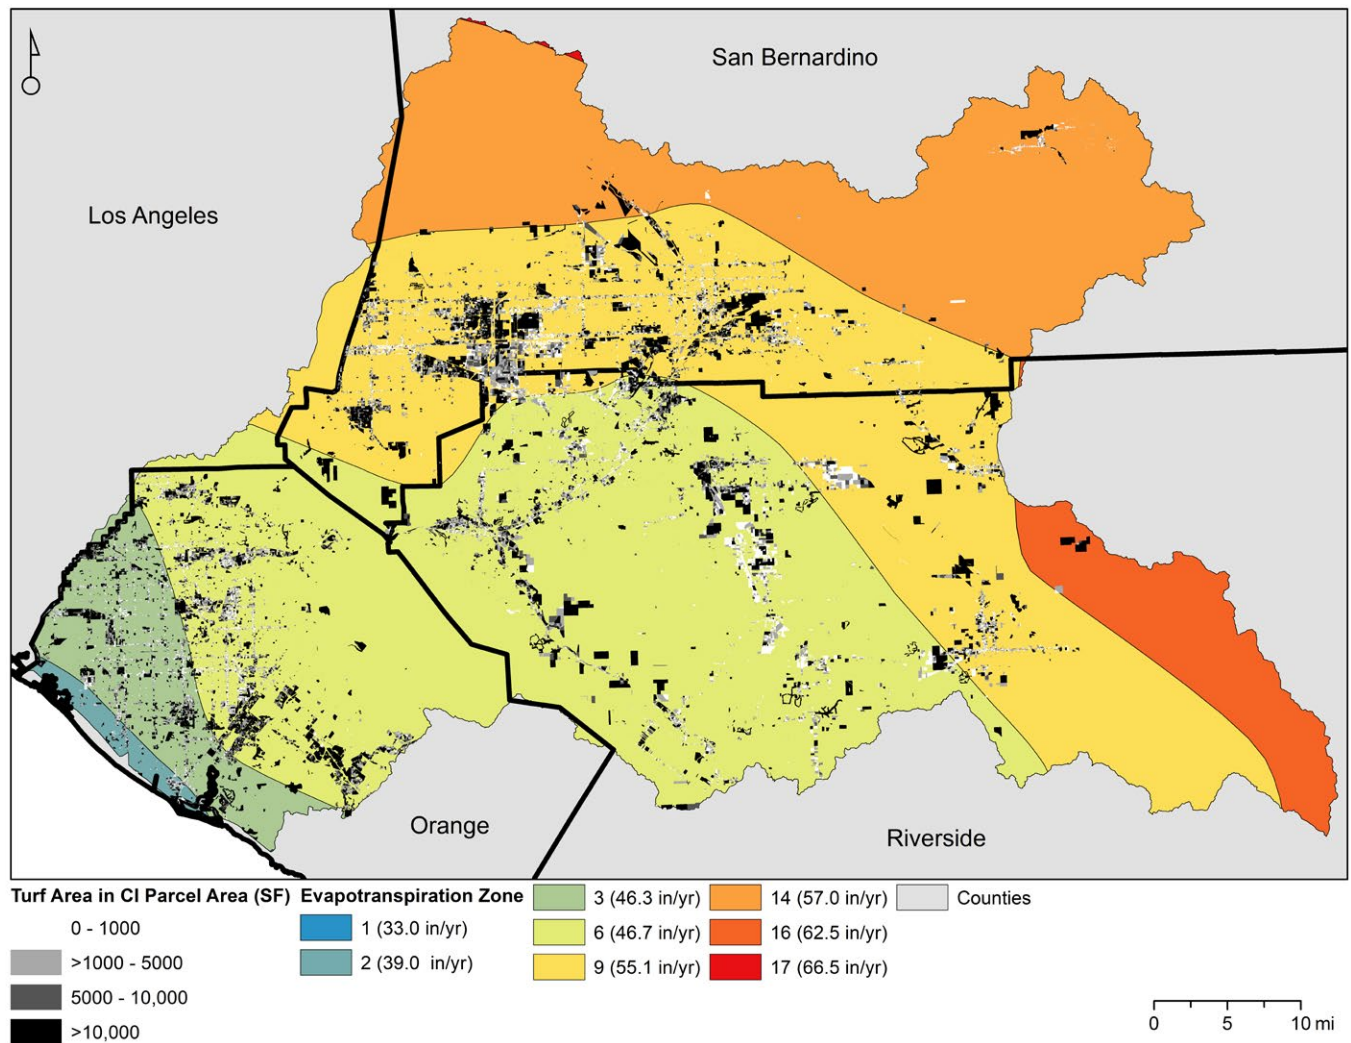 San Bernardino
Los Angeles
Orange
Riverside
Turf Area in CI Parcel Area (SF)
0 - 1000
>1000 - 5000
5000 - 10,000
>10,000
Evapotranspiration Zone
1 (33.0 in/yr)
2 (39.0 in/yr)
3 (46.3 in/yr)
6 (46.7 in/yr)
9 (55.1 in/yr)
14 (57.0 in/yr)
16 (62.5 in/yr)
17 (66.5 in/yr)
Counties
0 5 10 mi